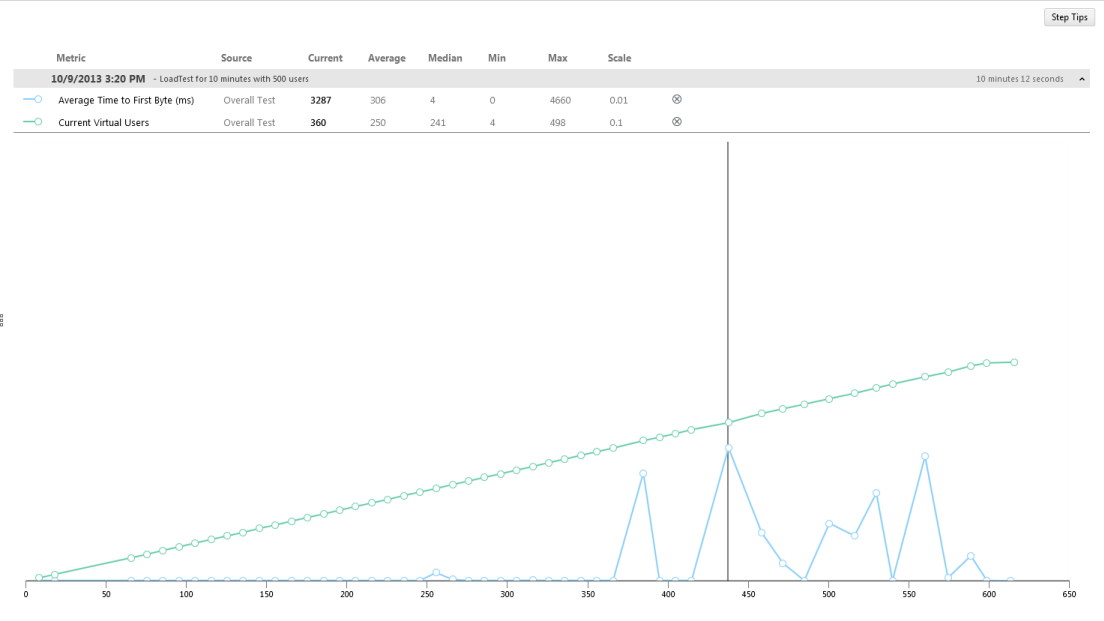 Step Tips
Metric Source Current Average Median Min Max Scale
10/9/2013 3:20 PM - LoadTest for 10 minutes with 500 users 10 minutes 12 seconds
Average Time to First Byte (ms) Overall Test 3287 306 4 0 4660 0.01
Current Virtual Users Overall Test 360 250 241 4 498 0.1
0 50 100 150 200 250 300 350 400 450 500 550 600 650